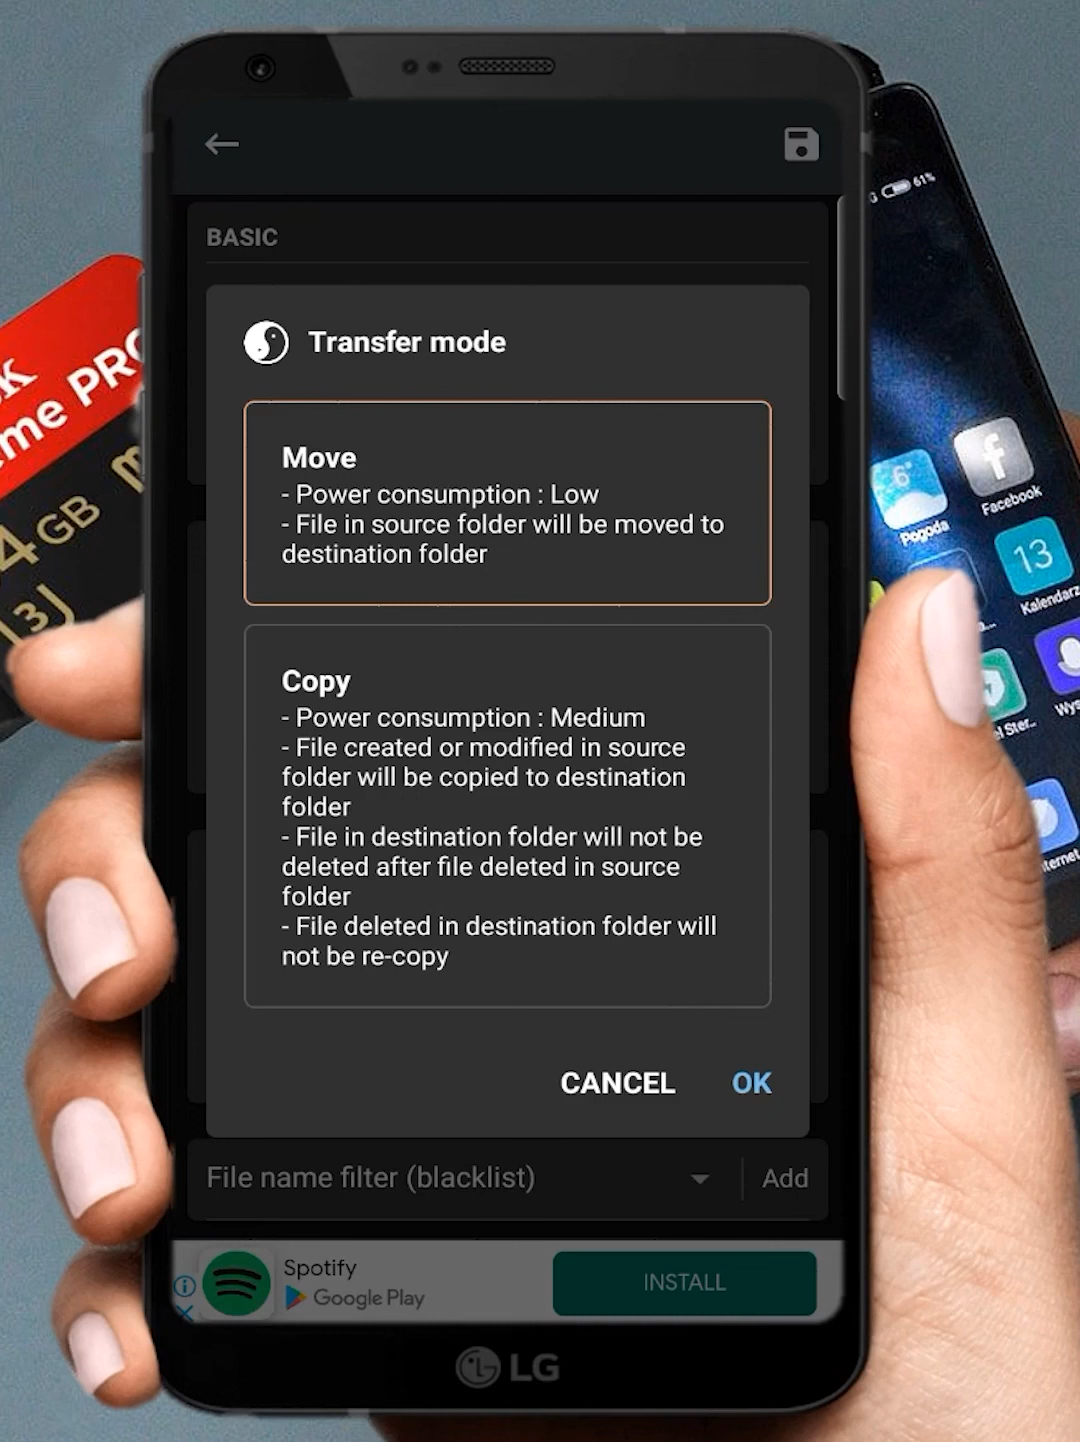 BASIC
Transfer mode
Move
- Power consumption : Low
- File in source folder will be moved to
destination folder
Copy
- Power consumption : Medium
- File created or modified in source
folder will be copied to destination
folder
- File in destination folder will not be
deleted after file deleted in source
folder
- File deleted in destination folder will
not be re-copy
CANCEL
OK
File name filter (blacklist)
Add
Spotify
Google Play
INSTALL
LG
PRO
GB
61%
6°
Pogoda
Facebook
13
Kalendarz